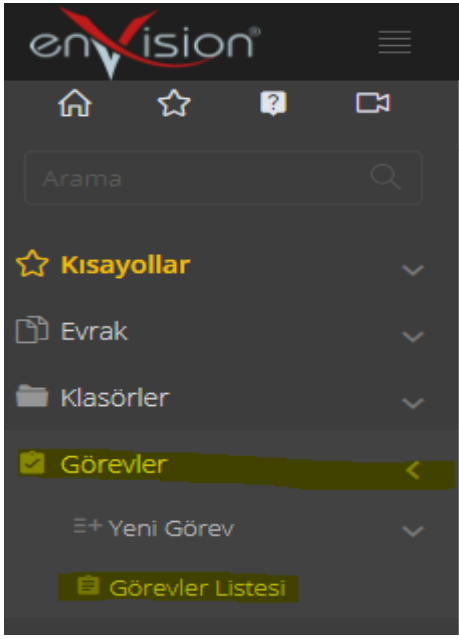 enVision®
Arama
Kısayollar
Evrak
Klasörler
Görevler
Yeni Görev
Görevler Listesi